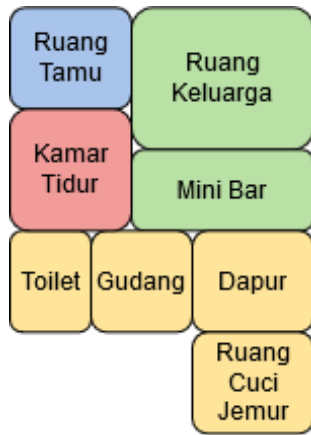 Ruang
Tamu
Ruang
Keluarga
Kamar
Tidur
Mini Bar
Toilet
Gudang
Dapur
Ruang
Cuci
Jemur